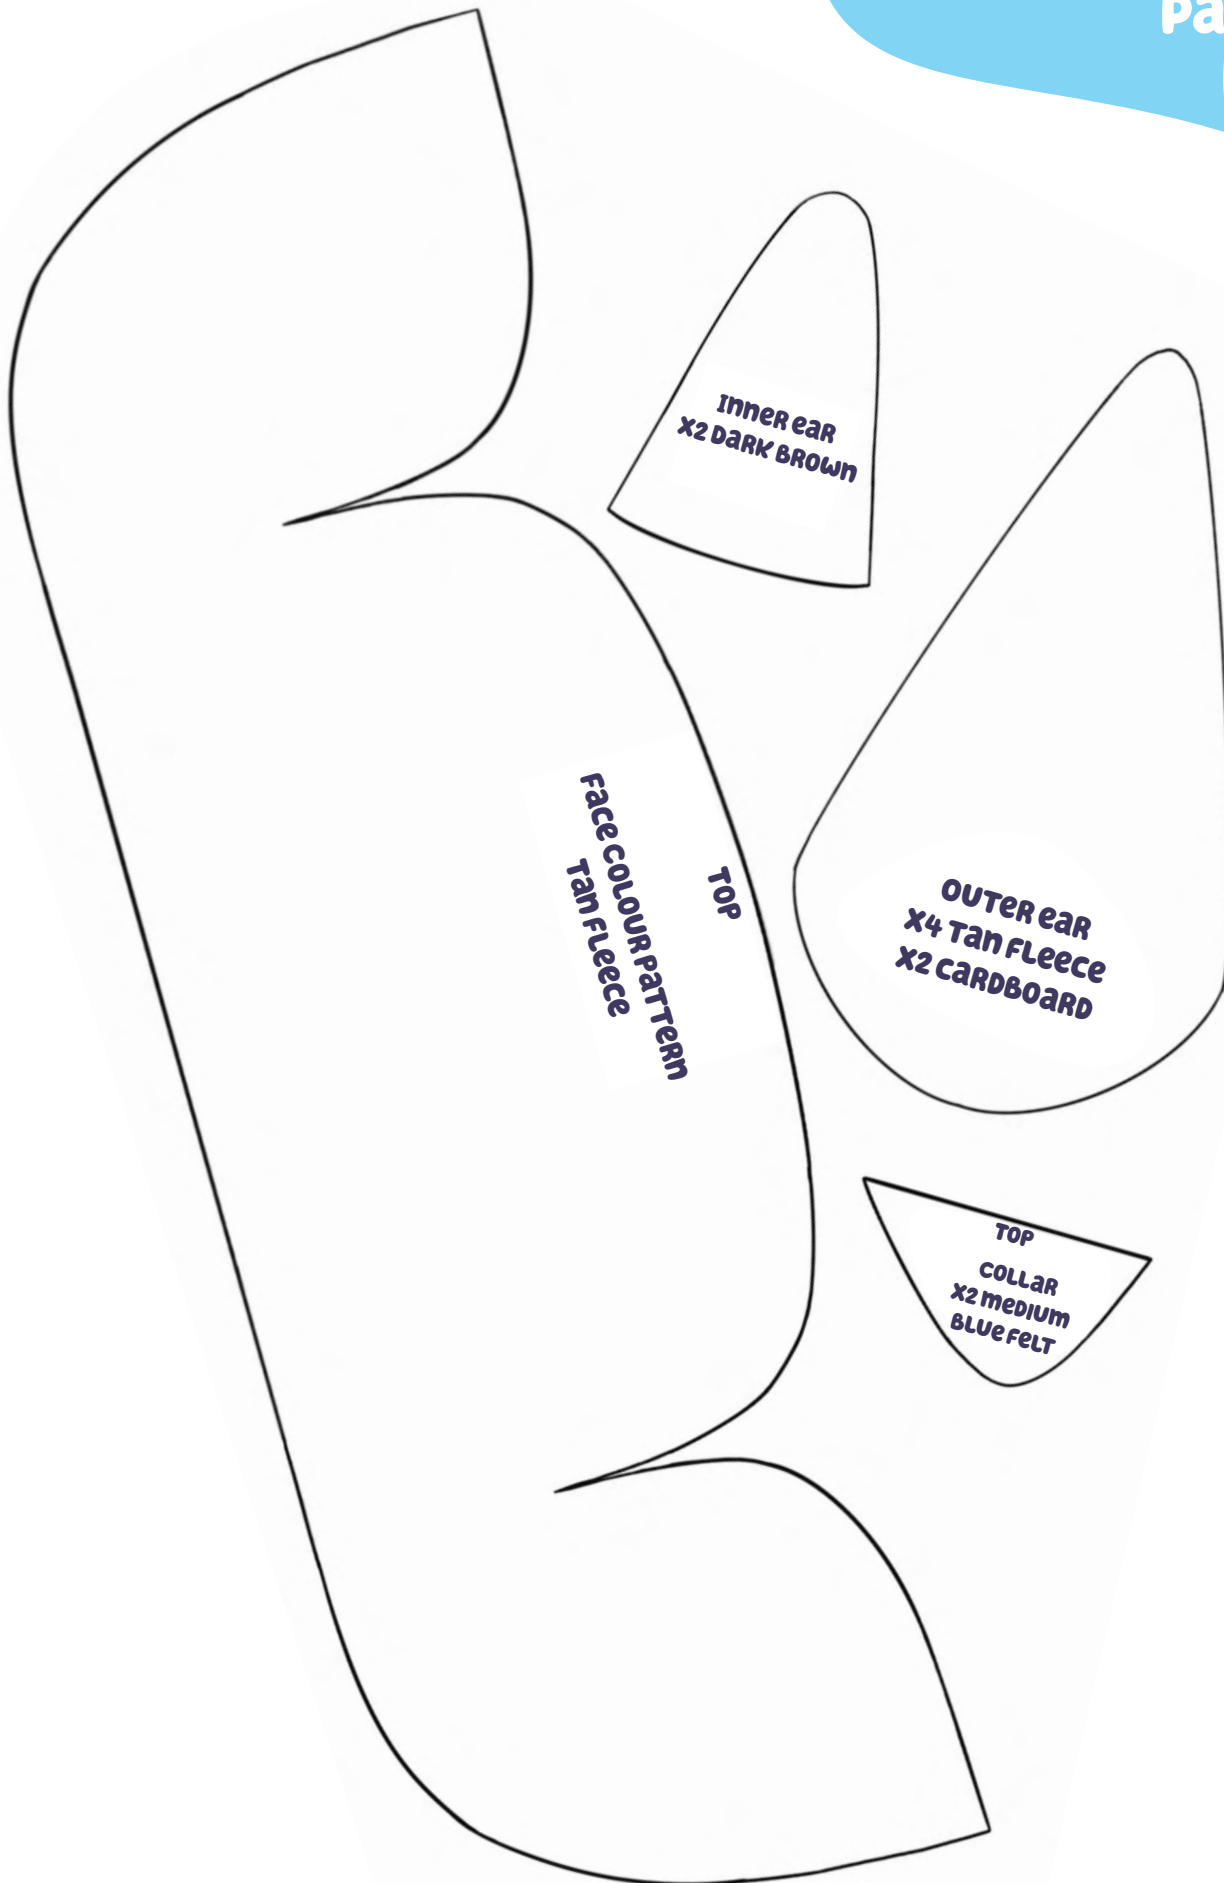 Pa
INNER EAR
X2 DARK BROWN
FACE COLOUR PATTERN
TAN FLEECE
TOP
OUTER EAR
X4 TAN FLEECE
X2 CARDBOARD
TOP
COLLAR
X2 MEDIUM
BLUE FELT